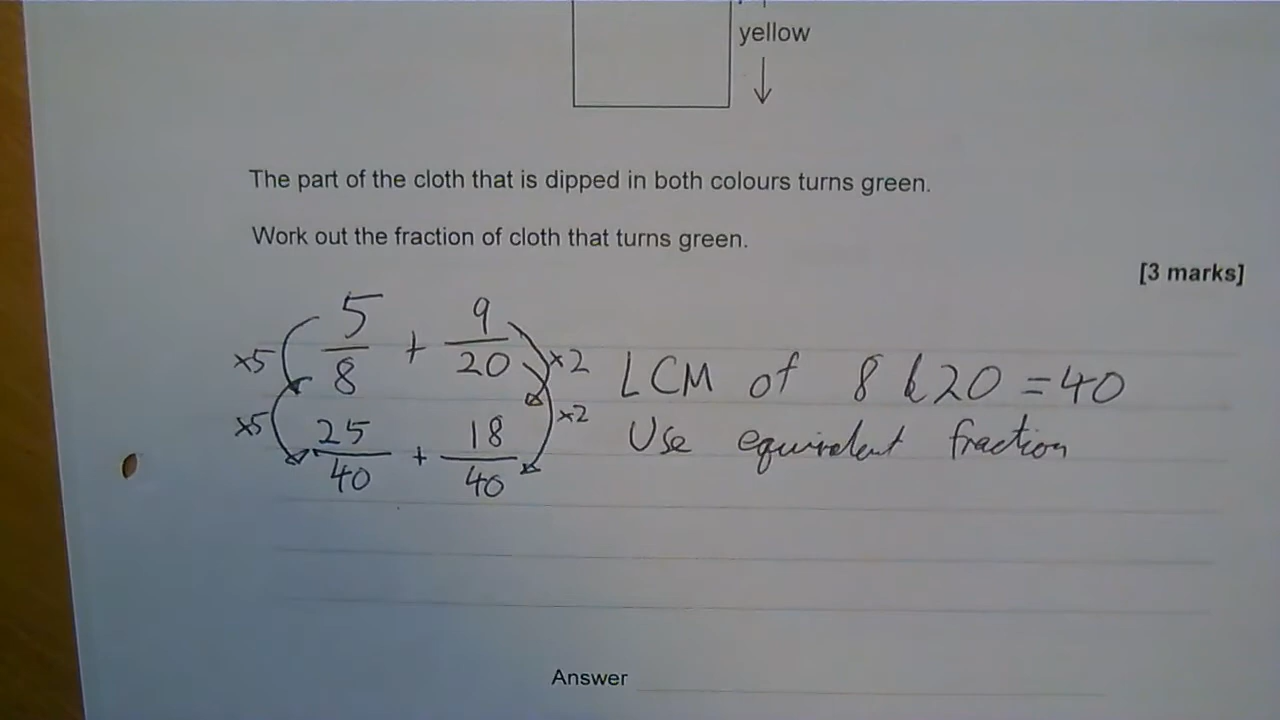 yellow
The part of the cloth that is dipped in both colours turns green.
Work out the fraction of cloth that turns green.
[3 marks]
5/8 + 9/20
×5 ×2 LCM of 8 & 20 = 40
×5 ×2
25/40 + 18/40 Use equivalent fraction
Answer